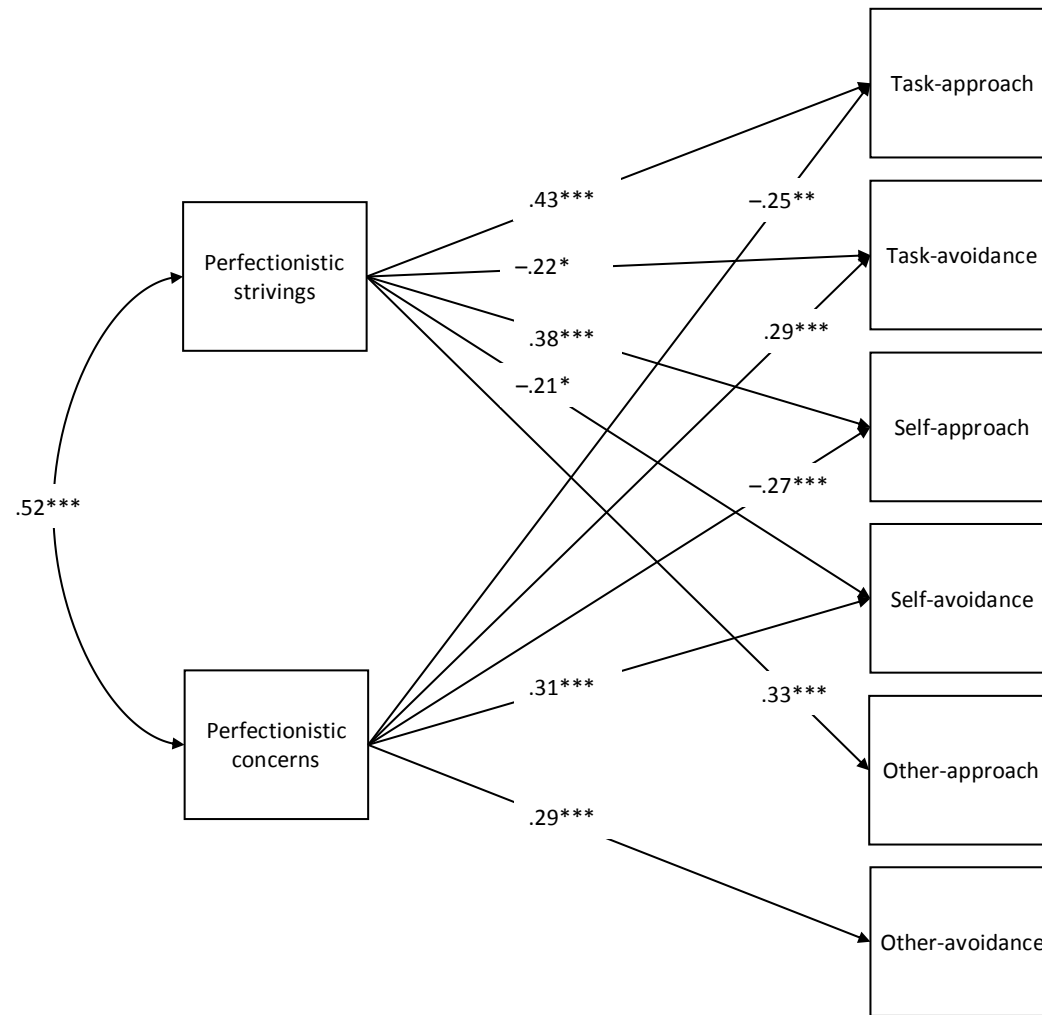 Task-approach
.43***
–.25**
Perfectionistic
strivings
Task-avoidance
–.22*
.29***
.38***
–.21*
Self-approach
–.27***
.52***
Self-avoidance
.31***
.33***
Perfectionistic
concerns
Other-approach
.29***
Other-avoidance